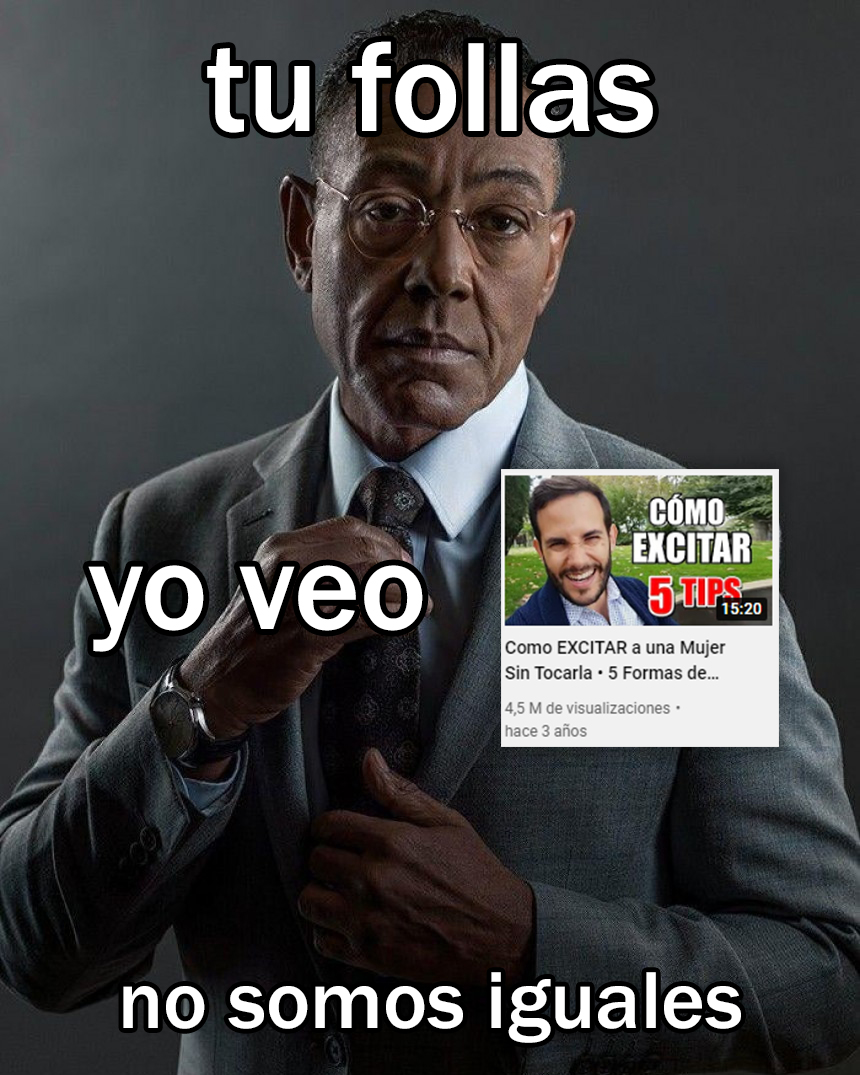 tu follas
yo veo
CÓMO
EXCITAR
5 TIPS
15:20
Como EXCITAR a una Mujer
Sin Tocarla • 5 Formas de...
4,5 M de visualizaciones •
hace 3 años
no somos iguales